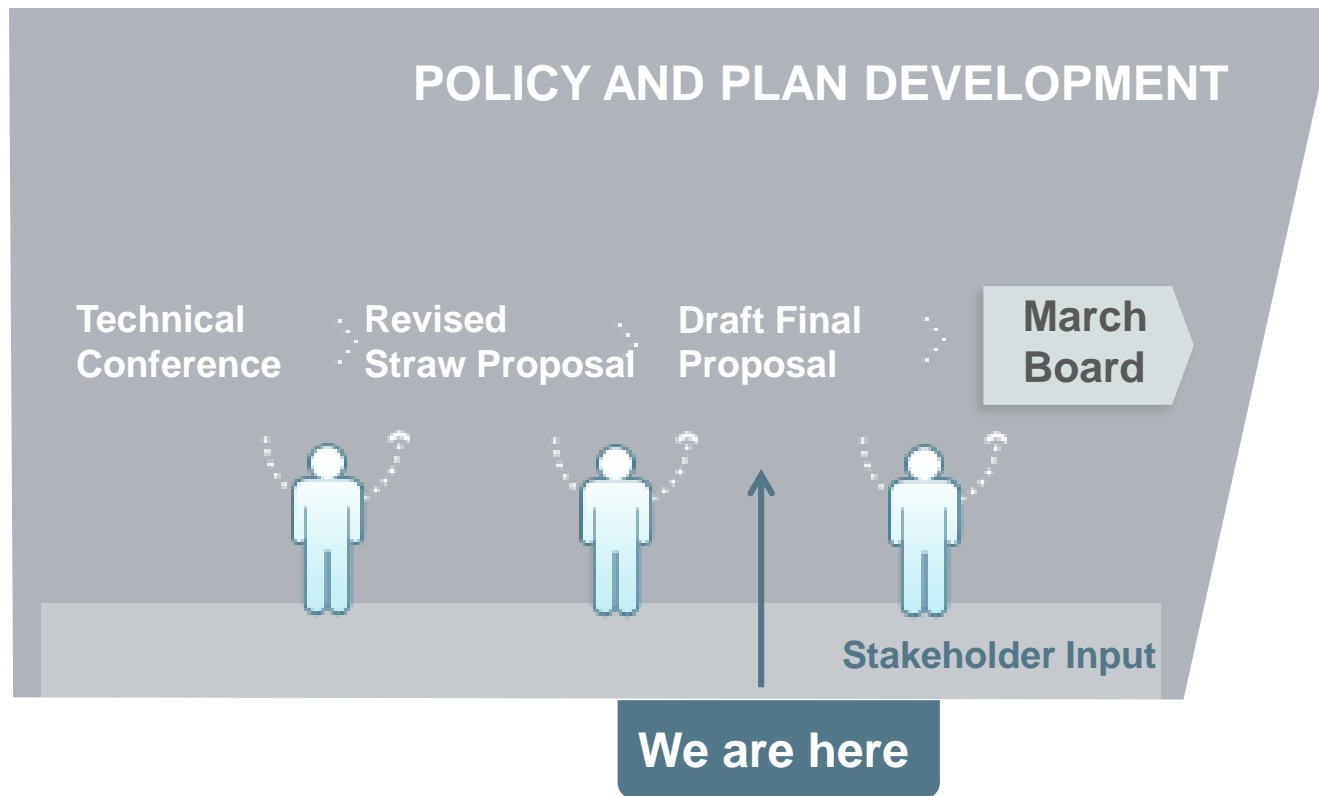 POLICY AND PLAN DEVELOPMENT
Technical
Conference
Revised
Straw Proposal
Draft Final
Proposal
March
Board
Stakeholder Input
We are here